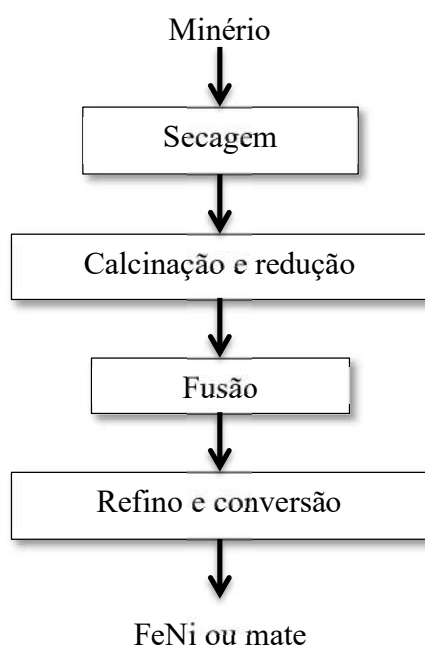 Minério
Secagem
Calcinação e redução
Fusão
Refino e conversão
FeNi ou mate